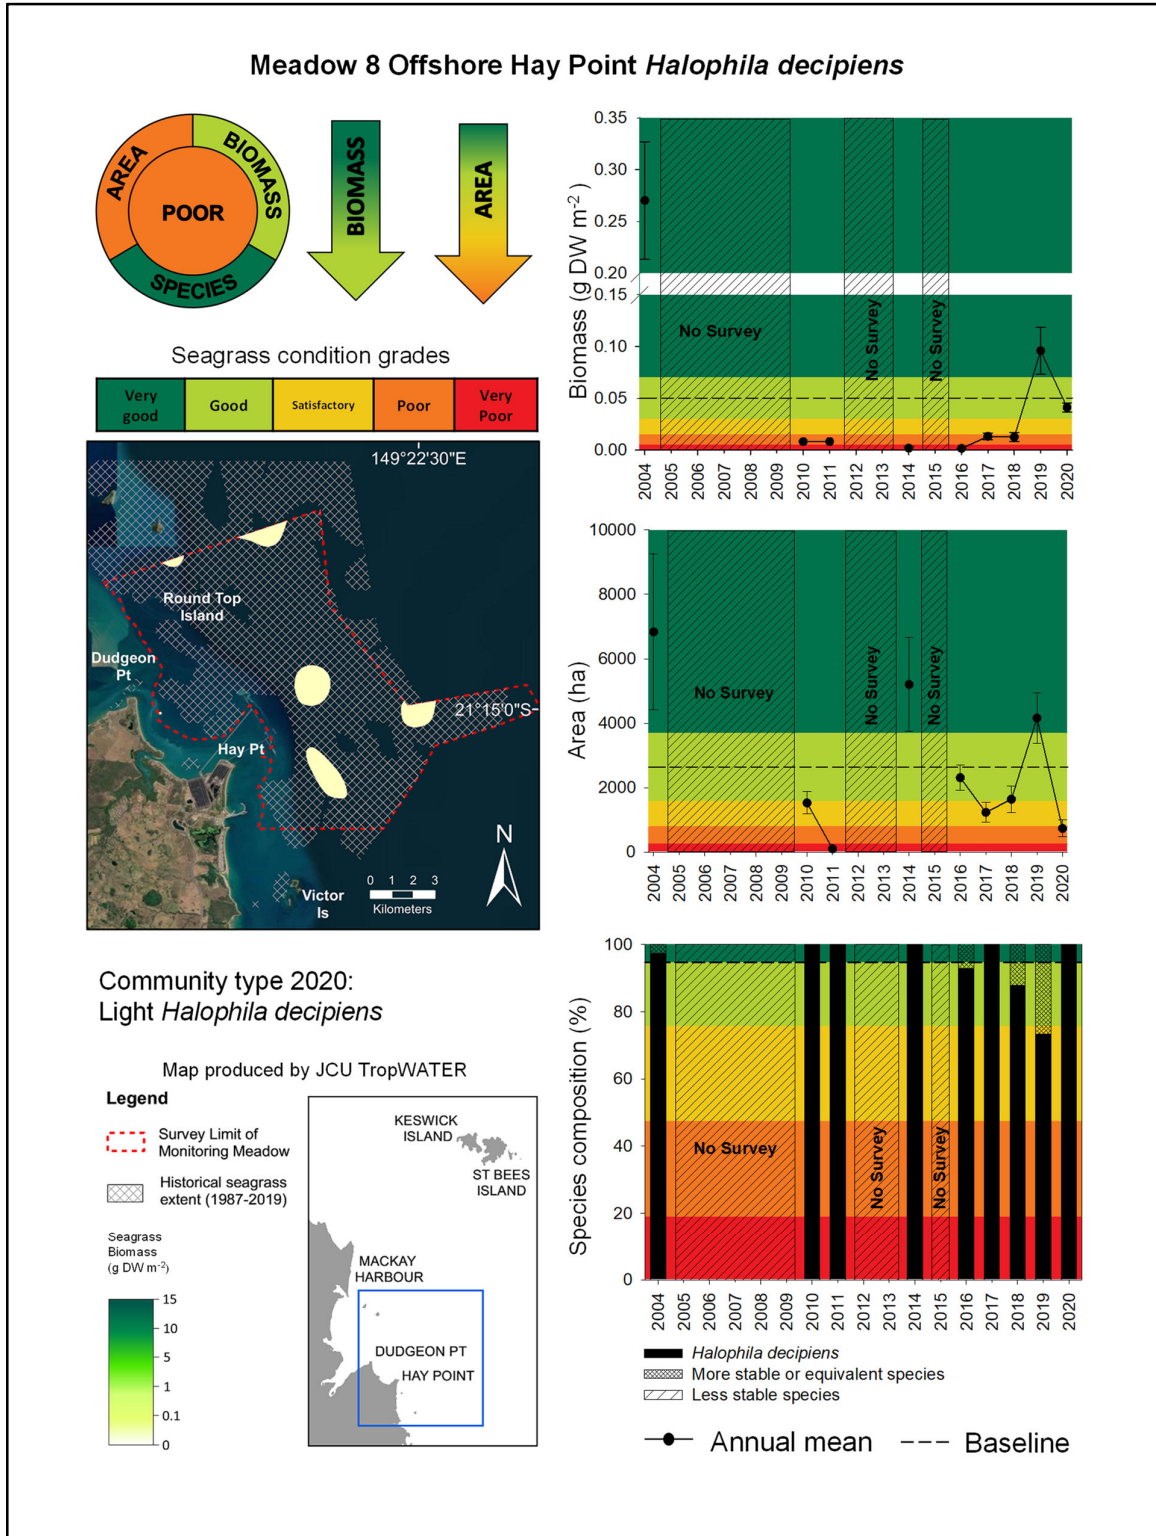 Meadow 8 Offshore Hay Point Halophila decipiens
AREA
BIOMASS
SPECIES
POOR
BIOMASS
AREA
Seagrass condition grades
Very good
Good
Satisfactory
Poor
Very Poor
149°22'30"E
Round Top
Island
Dudgeon
Pt
21°15'0"S
Hay Pt
N
0 1 2 3
Kilometers
Victor
Is
Community type 2020:
Light Halophila decipiens
Map produced by JCU TropWATER
Legend
Survey Limit of
Monitoring Meadow
Historical seagrass
extent (1987-2019)
Seagrass
Biomass
(g DW m-2)
15
10
5
1
0.1
0
KESWICK
ISLAND
ST BEES
ISLAND
MACKAY
HARBOUR
DUDGEON PT
HAY POINT
Biomass (g DW m-2)
0.35
0.30
0.25
0.20
0.15
0.10
0.05
0.00
No Survey
No Survey
No Survey
2004 2005 2006 2007 2008 2009 2010 2011 2012 2013 2014 2015 2016 2017 2018 2019 2020
Area (ha)
10000
8000
6000
4000
2000
0
No Survey
No Survey
No Survey
2004 2005 2006 2007 2008 2009 2010 2011 2012 2013 2014 2015 2016 2017 2018 2019 2020
Species composition (%)
100
80
60
40
20
0
No Survey
No Survey
No Survey
2004 2005 2006 2007 2008 2009 2010 2011 2012 2013 2014 2015 2016 2017 2018 2019 2020
Halophila decipiens
More stable or equivalent species
Less stable species
Annual mean
Baseline